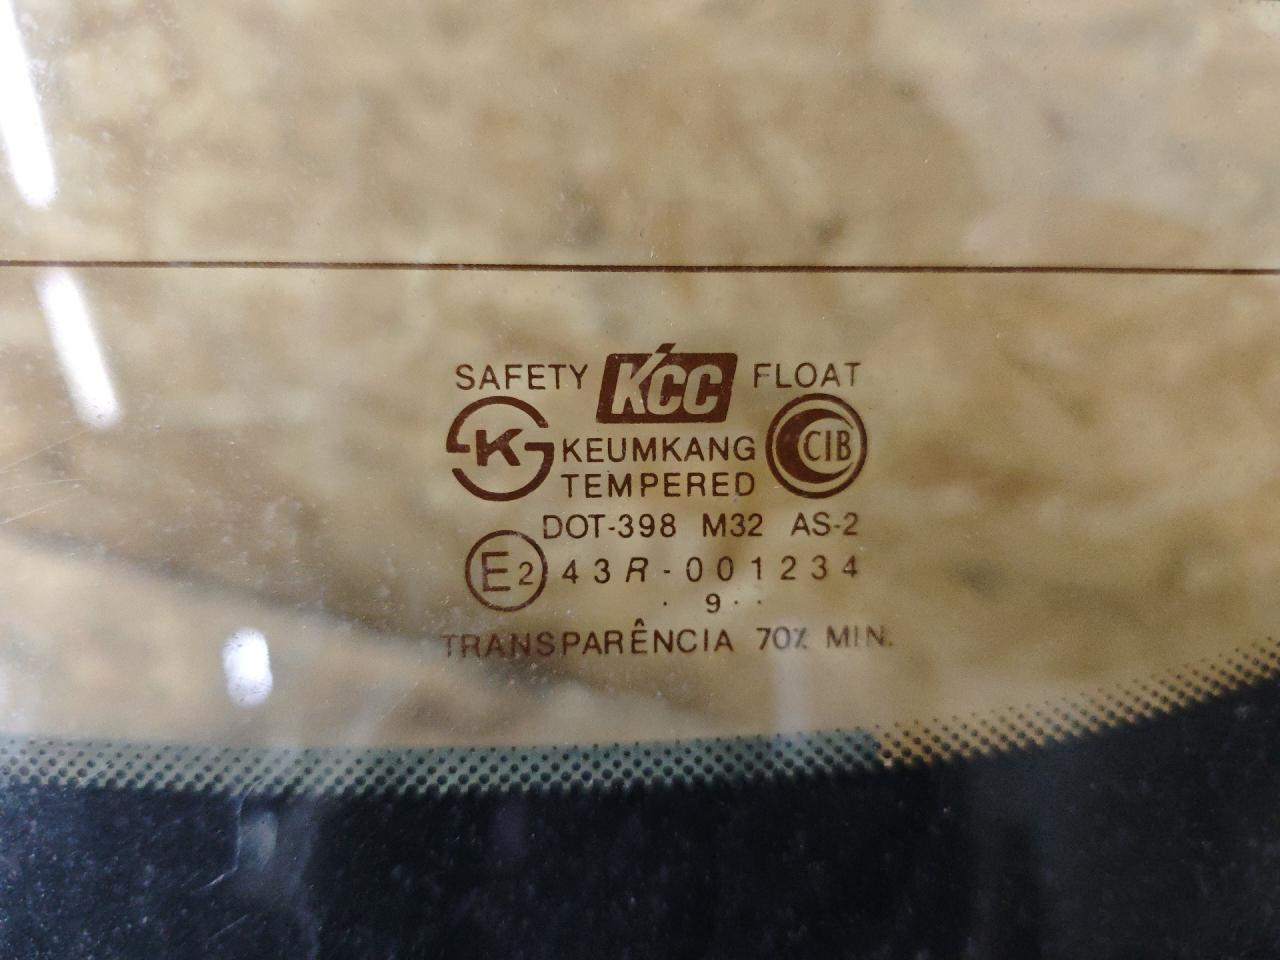 SAFETY KCC FLOAT
K KEUMKANG CIB
TEMPERED
DOT-398 M32 AS-2
E2 43R-001234
. 9 . .
TRANSPARÊNCIA 70% MIN.